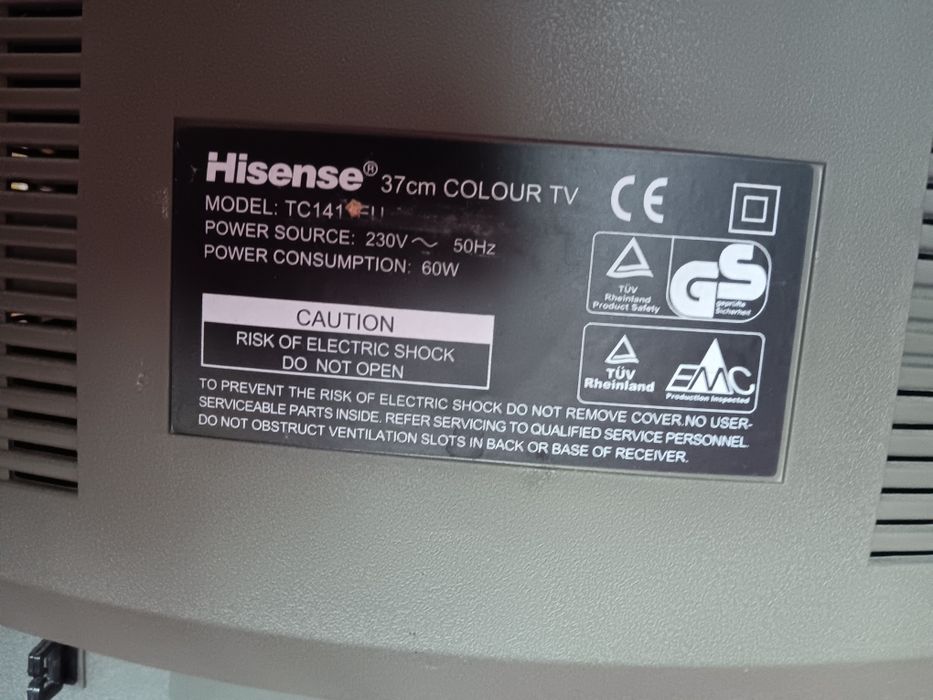 Hisense® 37cm COLOUR TV
MODEL: TC141
POWER SOURCE: 230V～ 50Hz
POWER CONSUMPTION: 60W
CAUTION
RISK OF ELECTRIC SHOCK
DO NOT OPEN
TO PREVENT THE RISK OF ELECTRIC SHOCK DO NOT REMOVE COVER.NO USER-
SERVICEABLE PARTS INSIDE. REFER SERVICING TO QUALIFIED SERVICE PERSONNEL.
DO NOT OBSTRUCT VENTILATION SLOTS IN BACK OR BASE OF RECEIVER.
CE
TÜV
Rheinland
Product Safety
GS
geprüfte
Sicherheit
TÜV
Rheinland
EMC
Production Inspected